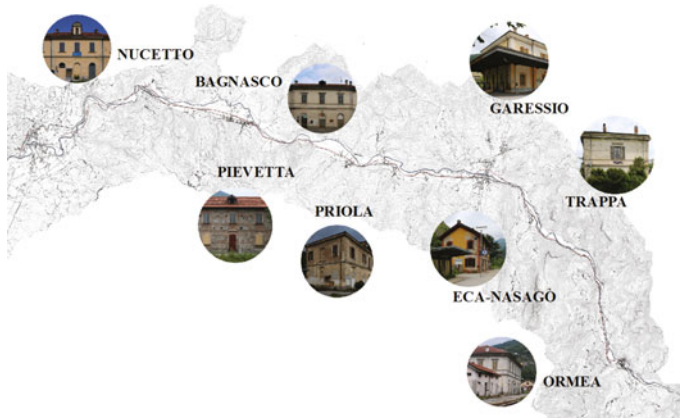 NUCETTO
BAGNASCO
GARESSIO
PIEVETTA
TRAPPA
PRIOLA
ECA-NASAGÒ
ORMEA